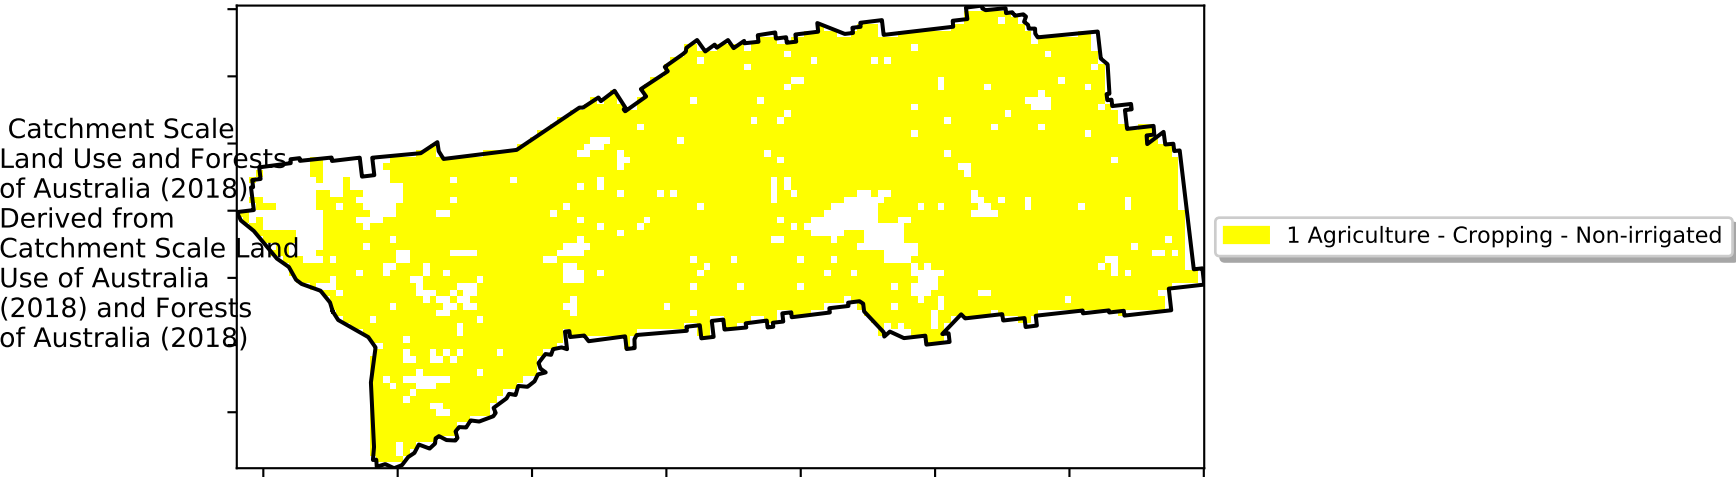 Catchment Scale
Land Use and Forests
of Australia (2018)
Derived from
Catchment Scale Land
Use of Australia
(2018) and Forests
of Australia (2018)
1 Agriculture - Cropping - Non-irrigated